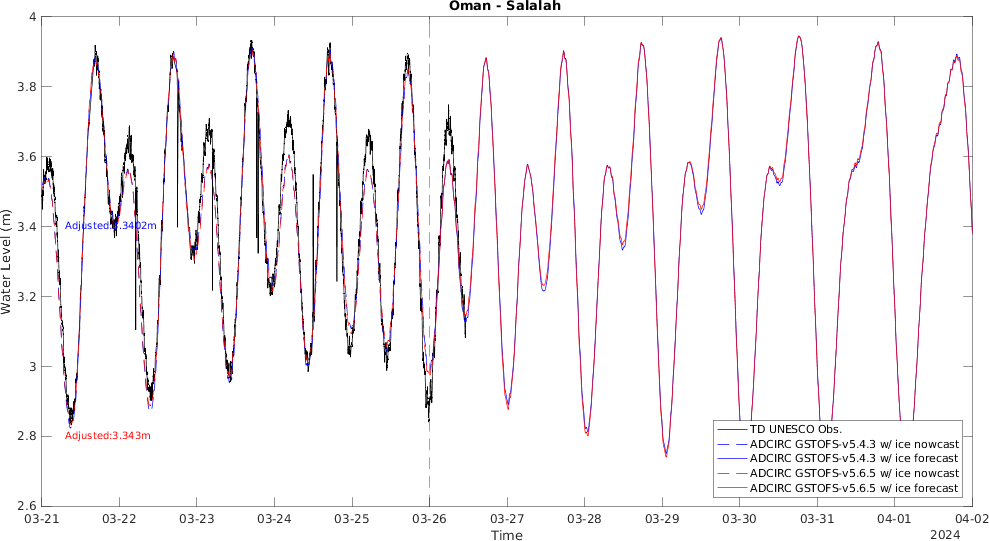 Oman - Salalah
4
3.8
3.6
3.4
3.2
3
2.8
2.6
Water Level (m)
Adjusted:3.3402m
Adjusted:3.343m
TD UNESCO Obs.
ADCIRC GSTOFS-v5.4.3 w/ ice nowcast
ADCIRC GSTOFS-v5.4.3 w/ ice forecast
ADCIRC GSTOFS-v5.6.5 w/ ice nowcast
ADCIRC GSTOFS-v5.6.5 w/ ice forecast
03-21 03-22 03-23 03-24 03-25 03-26 03-27 03-28 03-29 03-30 03-31 04-01 04-02
Time
2024